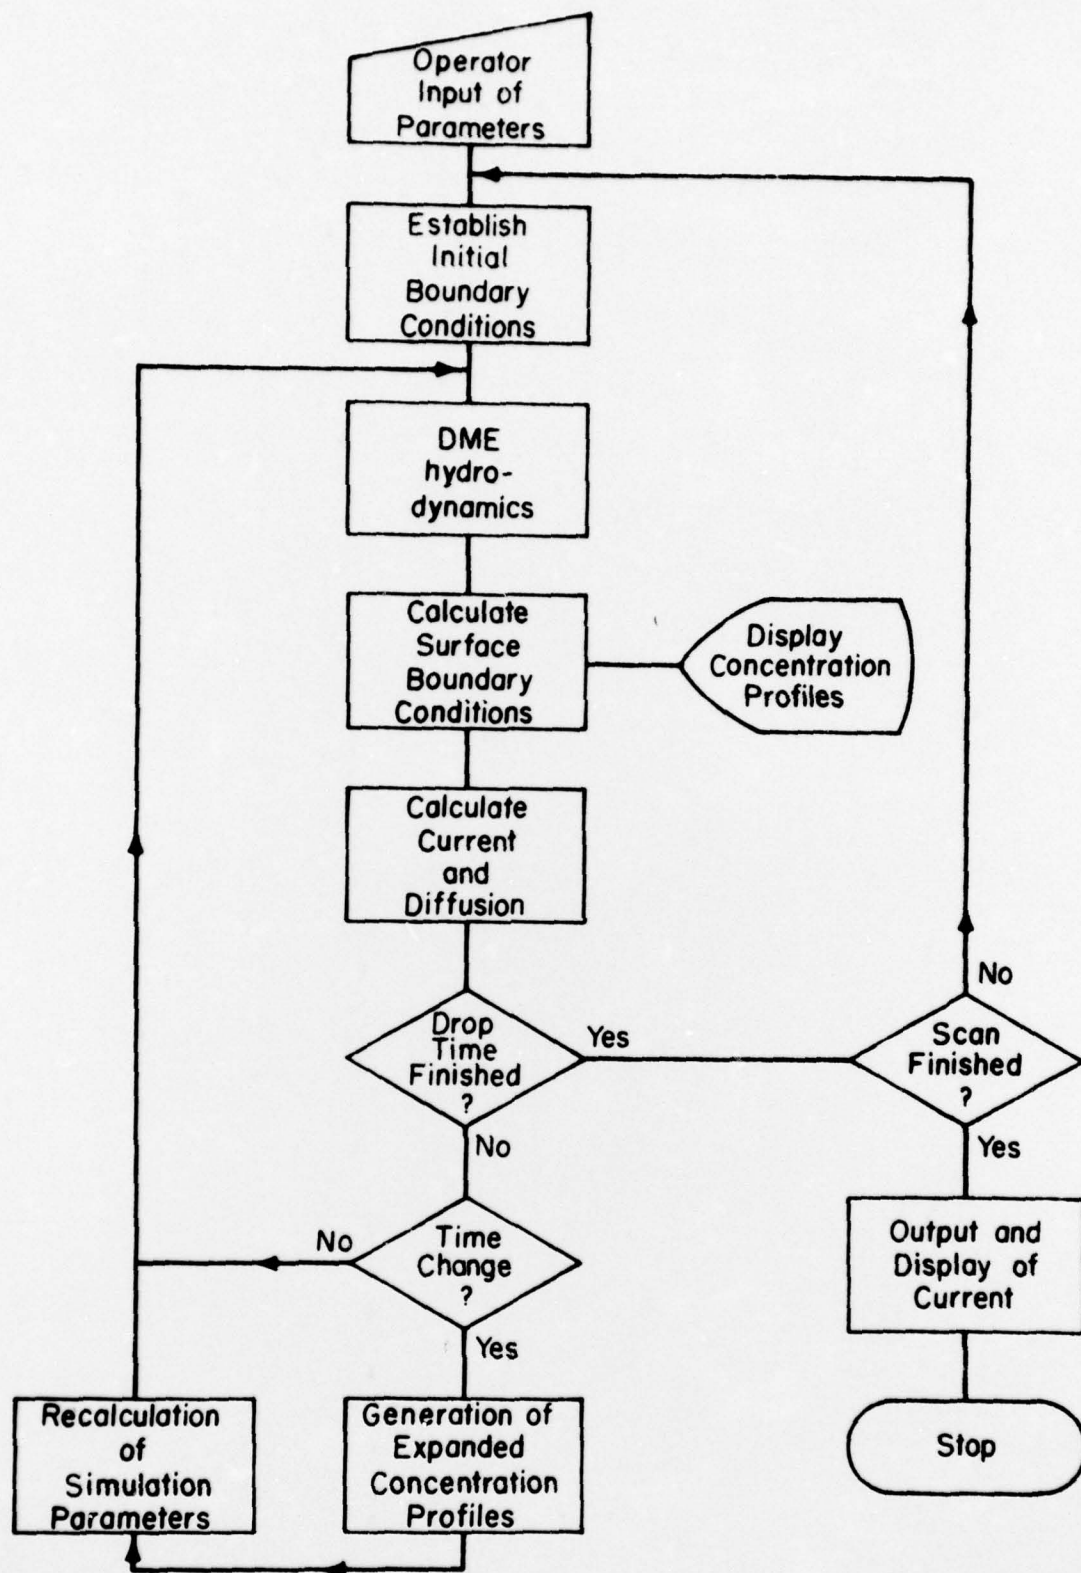 Operator
Input of
Parameters
Establish
Initial
Boundary
Conditions
DME
hydro-
dynamics
Calculate
Surface
Boundary
Conditions
Display
Concentration
Profiles
Calculate
Current
and
Diffusion
Drop
Time
Finished
?
Yes
No
Scan
Finished
?
No
Yes
Time
Change
?
No
Yes
Output and
Display of
Current
Recalculation
of
Simulation
Parameters
Generation of
Expanded
Concentration
Profiles
Stop